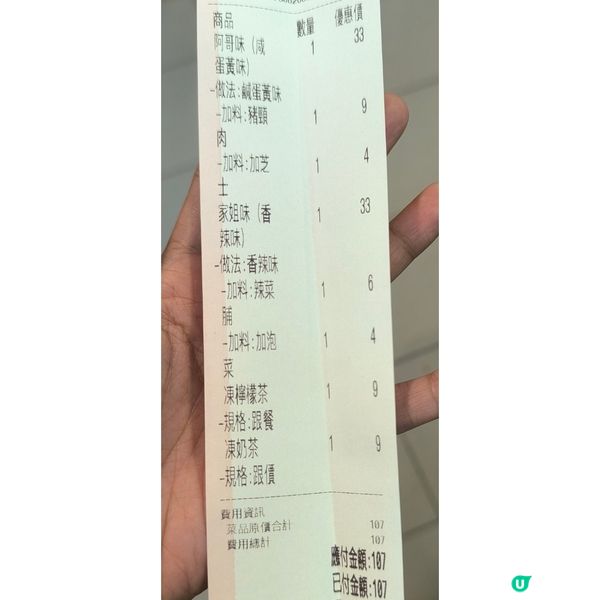 商品 數量 優惠價
阿哥味（咸 1 33
蛋黃味）
-做法:鹹蛋黃味
-加料:豬頸 1 9
肉
-加料:加芝 1 4
士
家姐味（香 1 33
辣味）
-做法:香辣味
-加料:辣菜 1 6
脯
-加料:加泡 1 4
菜
凍檸檬茶 1 9
-規格:跟餐
凍奶茶 1 9
-規格:跟價
費用資訊
菜品原價合計 107
費用總計 107
應付金額:107
已付金額:107